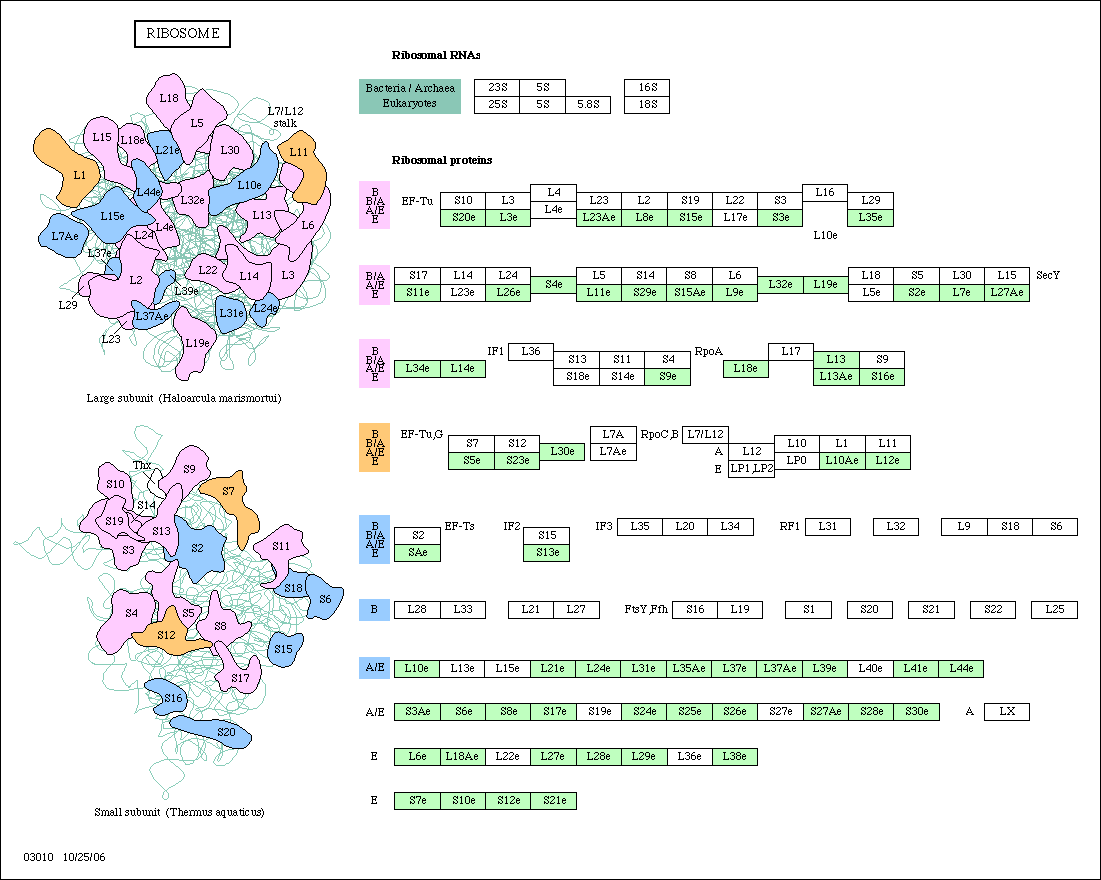 RIBOSOME
Ribosomal RNAs
Bacteria / Archaea 23S 5S 16S
Eukaryotes 25S 5S 5.8S 18S
L18
L5
L7/L12
stalk
L15
L18e
L21e
L30
L11
L1
L44e
L10e
L32e
L15e
L13
L6
L7Ae
L24
L4e
L37e
L2
L22
L14
L3
L39e
L29
L37Ae
L31e
L24e
L23
L19e
Large subunit (Haloarcula marismortui)
Ribosomal proteins
B
B/A
A/E
E
EF-Tu
S10 L3 L4 L23 L2 S19 L22 S3 L16 L29
S20e L3e L4e L23Ae L8e S15e L17e S3e L35e
L10e
B/A
A/E
E
S17 L14 L24 L5 S14 S8 L6 L18 S5 L30 L15 SecY
S11e L23e L26e S4e L11e S29e S15Ae L9e L32e L19e L5e S2e L7e L27Ae
B
B/A
A/E
E
IF1 L36 RpoA L17
S13 S11 S4 L13 S9
L34e L14e S18e S14e S9e L18e L13Ae S16e
B
B/A
A/E
E
EF-Tu,G L7A RpoC,B L7/L12
S7 S12 L30e L7Ae A L12 L10 L1 L11
S5e S23e E LP1,LP2 LP0 L10Ae L12e
B
B/A
A/E
E
S2 EF-Ts IF2 S15 IF3 L35 L20 L34 RF1 L31 L32 L9 S18 S6
SAe S13e
B L28 L33 L21 L27 FtsY,Ffh S16 L19 S1 S20 S21 S22 L25
A/E L10e L13e L15e L21e L24e L31e L35Ae L37e L37Ae L39e L40e L41e L44e
A/E S3Ae S6e S8e S17e S19e S24e S25e S26e S27e S27Ae S28e S30e A LX
E L6e L18Ae L22e L27e L28e L29e L36e L38e
E S7e S10e S12e S21e
Thx
S9
S10
S7
S14
S19
S13
S3
S2
S11
S18
S6
S4
S5
S12
S8
S15
S17
S16
S20
Small subunit (Thermus aquaticus)
03010 10/25/06